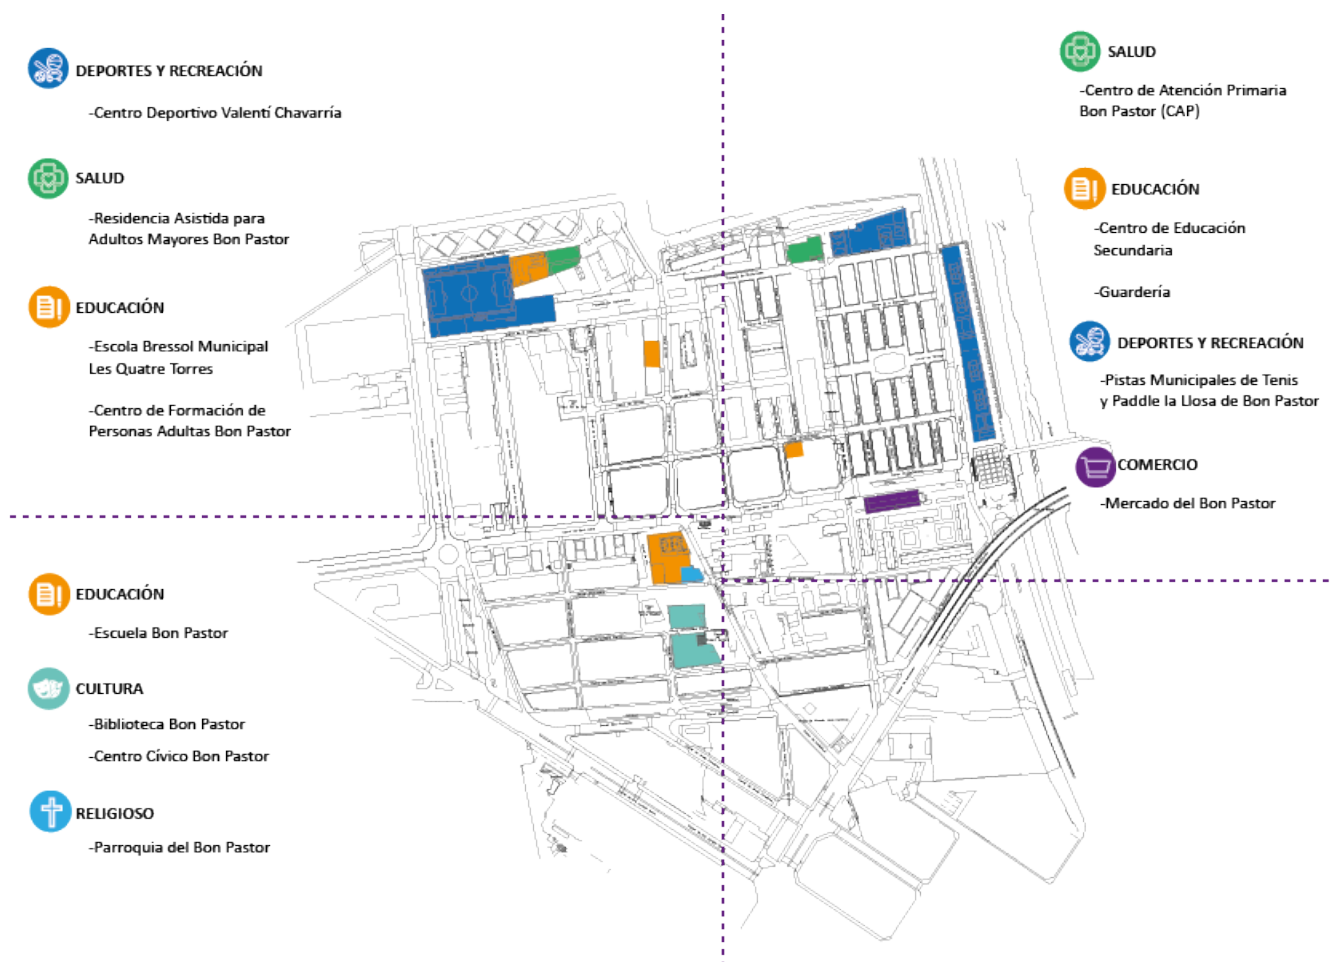 DEPORTES Y RECREACIÓN
-Centro Deportivo Valentí Chavarría
SALUD
-Residencia Asistida para
Adultos Mayores Bon Pastor
EDUCACIÓN
-Escola Bressol Municipal
Les Quatre Torres
-Centro de Formación de
Personas Adultas Bon Pastor
EDUCACIÓN
-Escuela Bon Pastor
CULTURA
-Biblioteca Bon Pastor
-Centro Cívico Bon Pastor
RELIGIOSO
-Parroquia del Bon Pastor
SALUD
-Centro de Atención Primaria
Bon Pastor (CAP)
EDUCACIÓN
-Centro de Educación
Secundaria
-Guardería
DEPORTES Y RECREACIÓN
-Pistas Municipales de Tenis
y Paddle la Llosa de Bon Pastor
COMERCIO
-Mercado del Bon Pastor